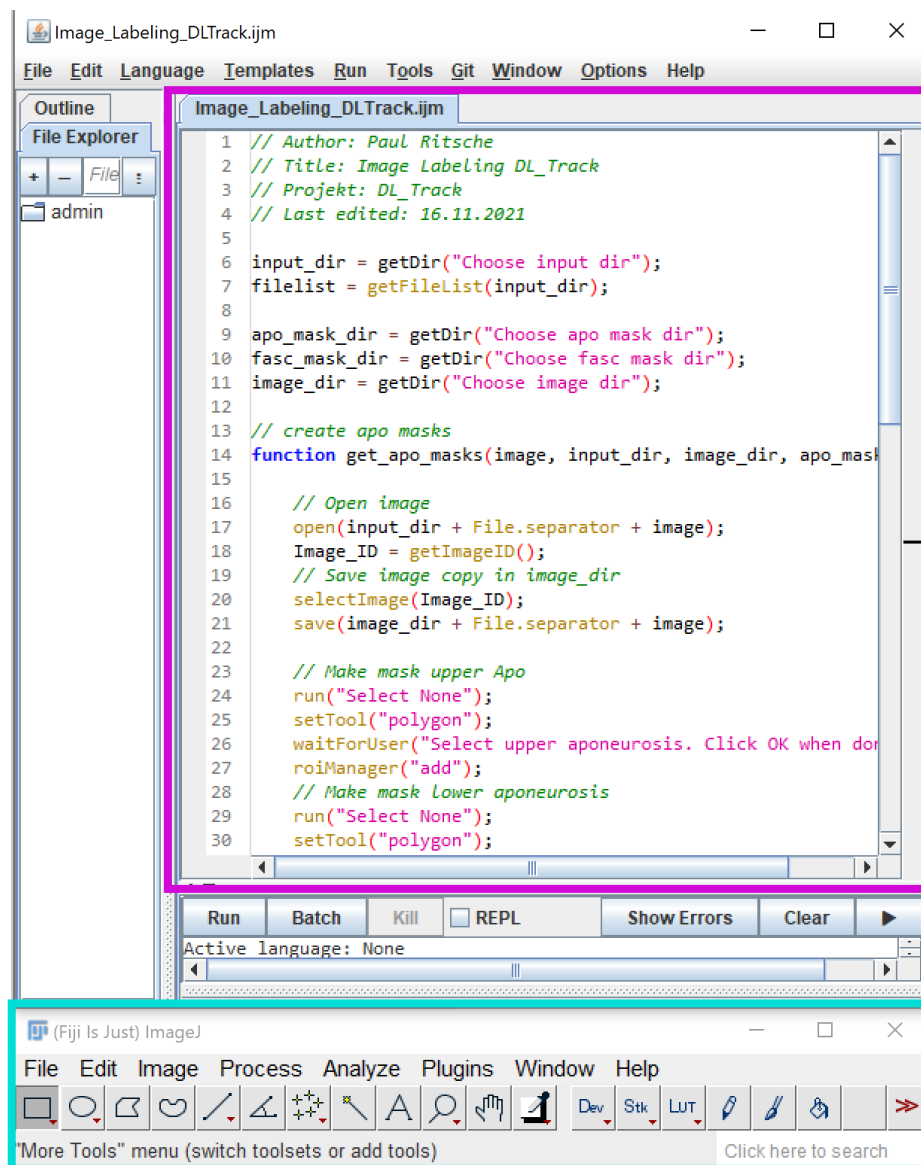 Image_Labeling_DLTrack.ijm
File Edit Language Templates Run Tools Git Window Options Help
Outline
File Explorer
+ – File
admin
Image_Labeling_DLTrack.ijm
1 // Author: Paul Ritsche
2 // Title: Image Labeling DL_Track
3 // Projekt: DL_Track
4 // Last edited: 16.11.2021
5
6 input_dir = getDir("Choose input dir");
7 filelist = getFileList(input_dir);
8
9 apo_mask_dir = getDir("Choose apo mask dir");
10 fasc_mask_dir = getDir("Choose fasc mask dir");
11 image_dir = getDir("Choose image dir");
12
13 // create apo masks
14 function get_apo_masks(image, input_dir, image_dir, apo_mask
15
16 // Open image
17 open(input_dir + File.separator + image);
18 Image_ID = getImageID();
19 // Save image copy in image_dir
20 selectImage(Image_ID);
21 save(image_dir + File.separator + image);
22
23 // Make mask upper Apo
24 run("Select None");
25 setTool("polygon");
26 waitForUser("Select upper aponeurosis. Click OK when don
27 roiManager("add");
28 // Make mask lower aponeurosis
29 run("Select None");
30 setTool("polygon");
Run Batch Kill REPL Show Errors Clear
Active language: None
(Fiji Is Just) ImageJ
File Edit Image Process Analyze Plugins Window Help
A Dev Stk LUT
"More Tools" menu (switch toolsets or add tools) Click here to search